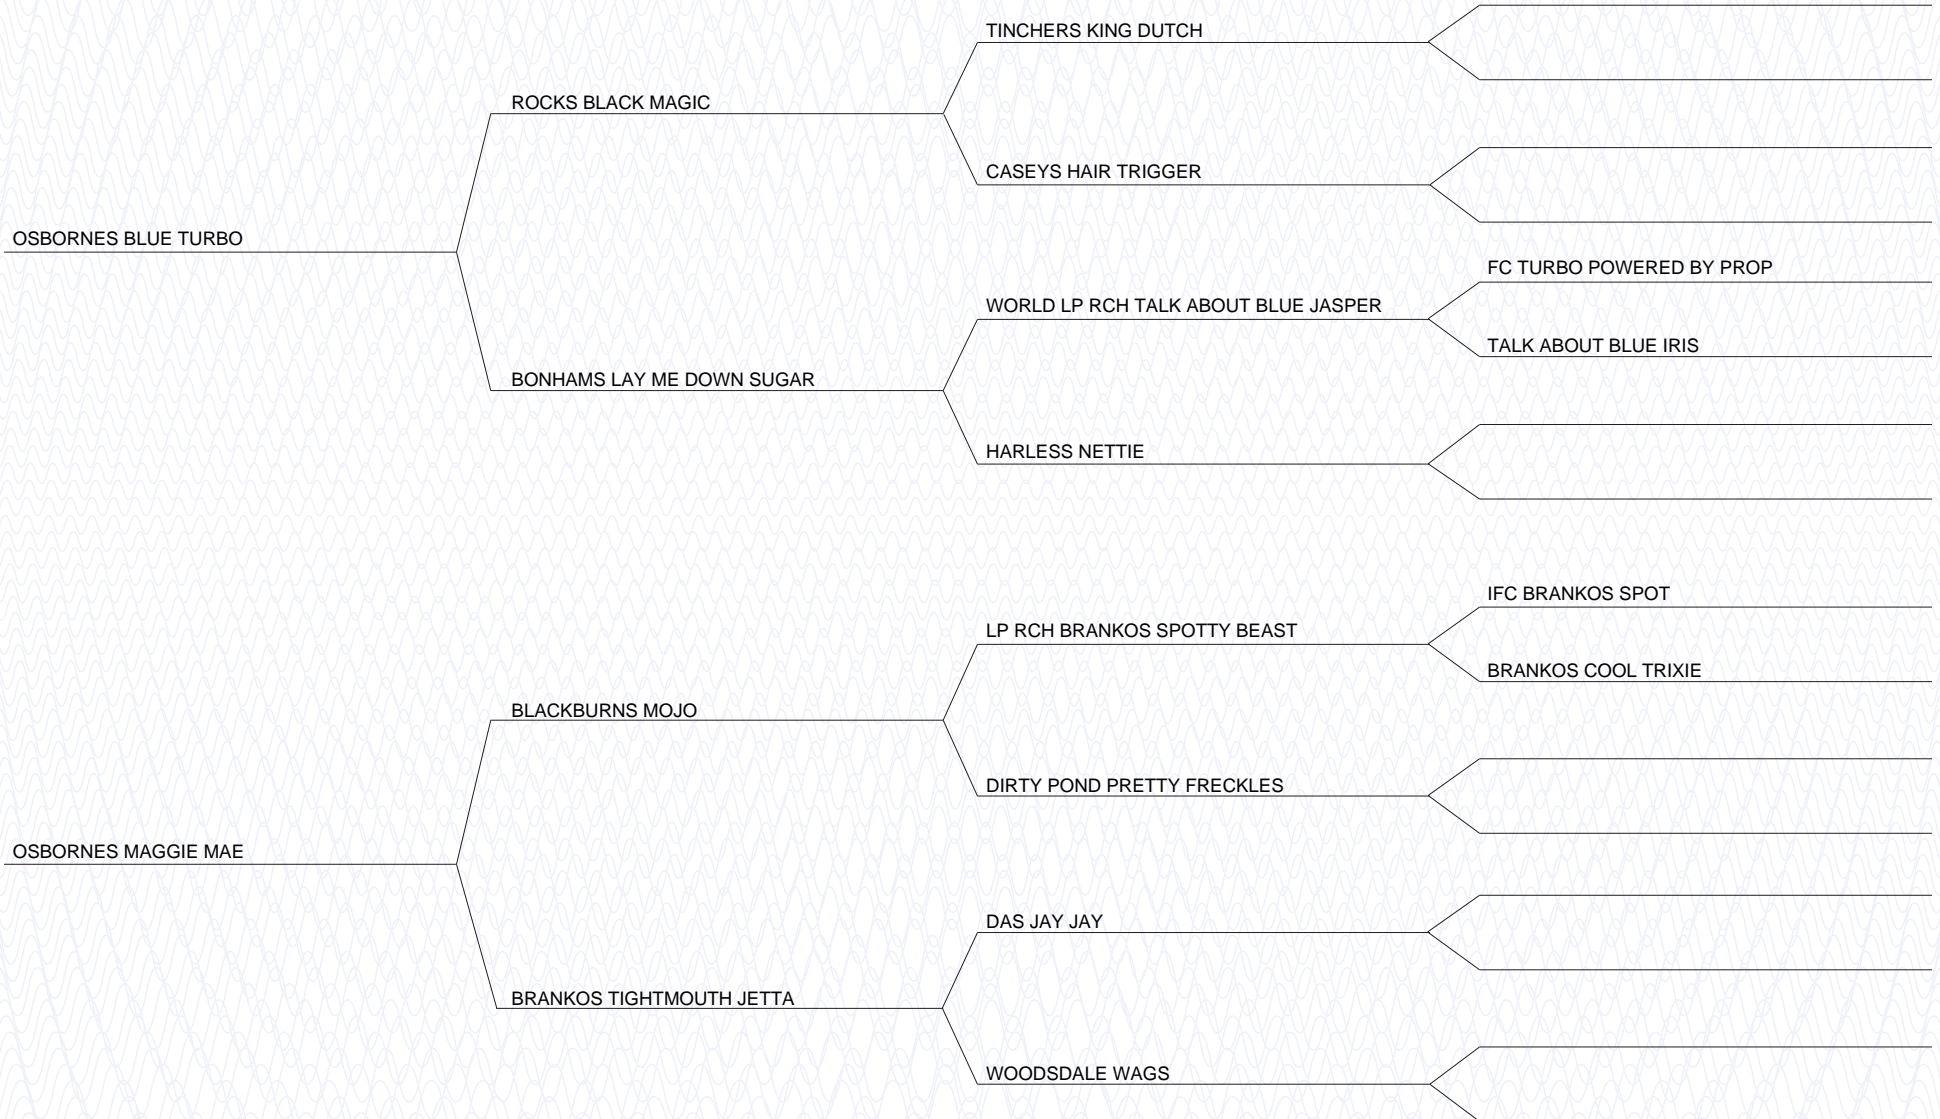 TINCHERS KING DUTCH
ROCKS BLACK MAGIC
CASEYS HAIR TRIGGER
OSBORNES BLUE TURBO
FC TURBO POWERED BY PROP
WORLD LP RCH TALK ABOUT BLUE JASPER
TALK ABOUT BLUE IRIS
BONHAMS LAY ME DOWN SUGAR
HARLESS NETTIE
IFC BRANKOS SPOT
LP RCH BRANKOS SPOTTY BEAST
BRANKOS COOL TRIXIE
BLACKBURNS MOJO
DIRTY POND PRETTY FRECKLES
OSBORNES MAGGIE MAE
DAS JAY JAY
BRANKOS TIGHTMOUTH JETTA
WOODSDALE WAGS